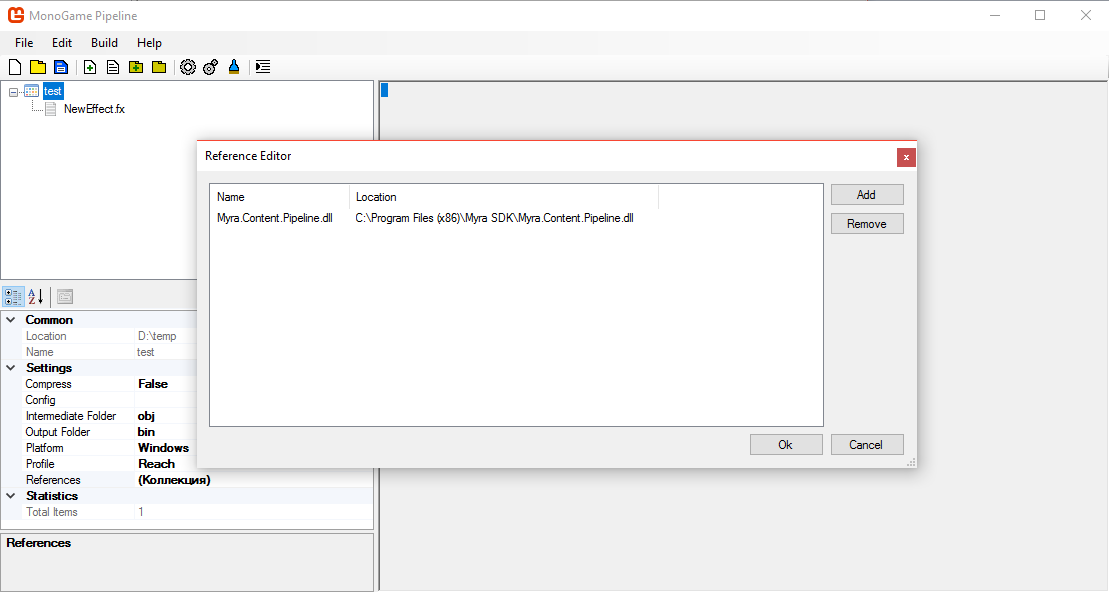 MonoGame Pipeline
File Edit Build Help
test
NewEffect.fx
Reference Editor
x
Name Location
Myra.Content.Pipeline.dll C:\Program Files (x86)\Myra SDK\Myra.Content.Pipeline.dll
Add
Remove
Ok Cancel
A
Z
Common
Location D:\temp
Name test
Settings
Compress False
Config
Intermediate Folder obj
Output Folder bin
Platform Windows
Profile Reach
References (Коллекция)
Statistics
Total Items 1
References